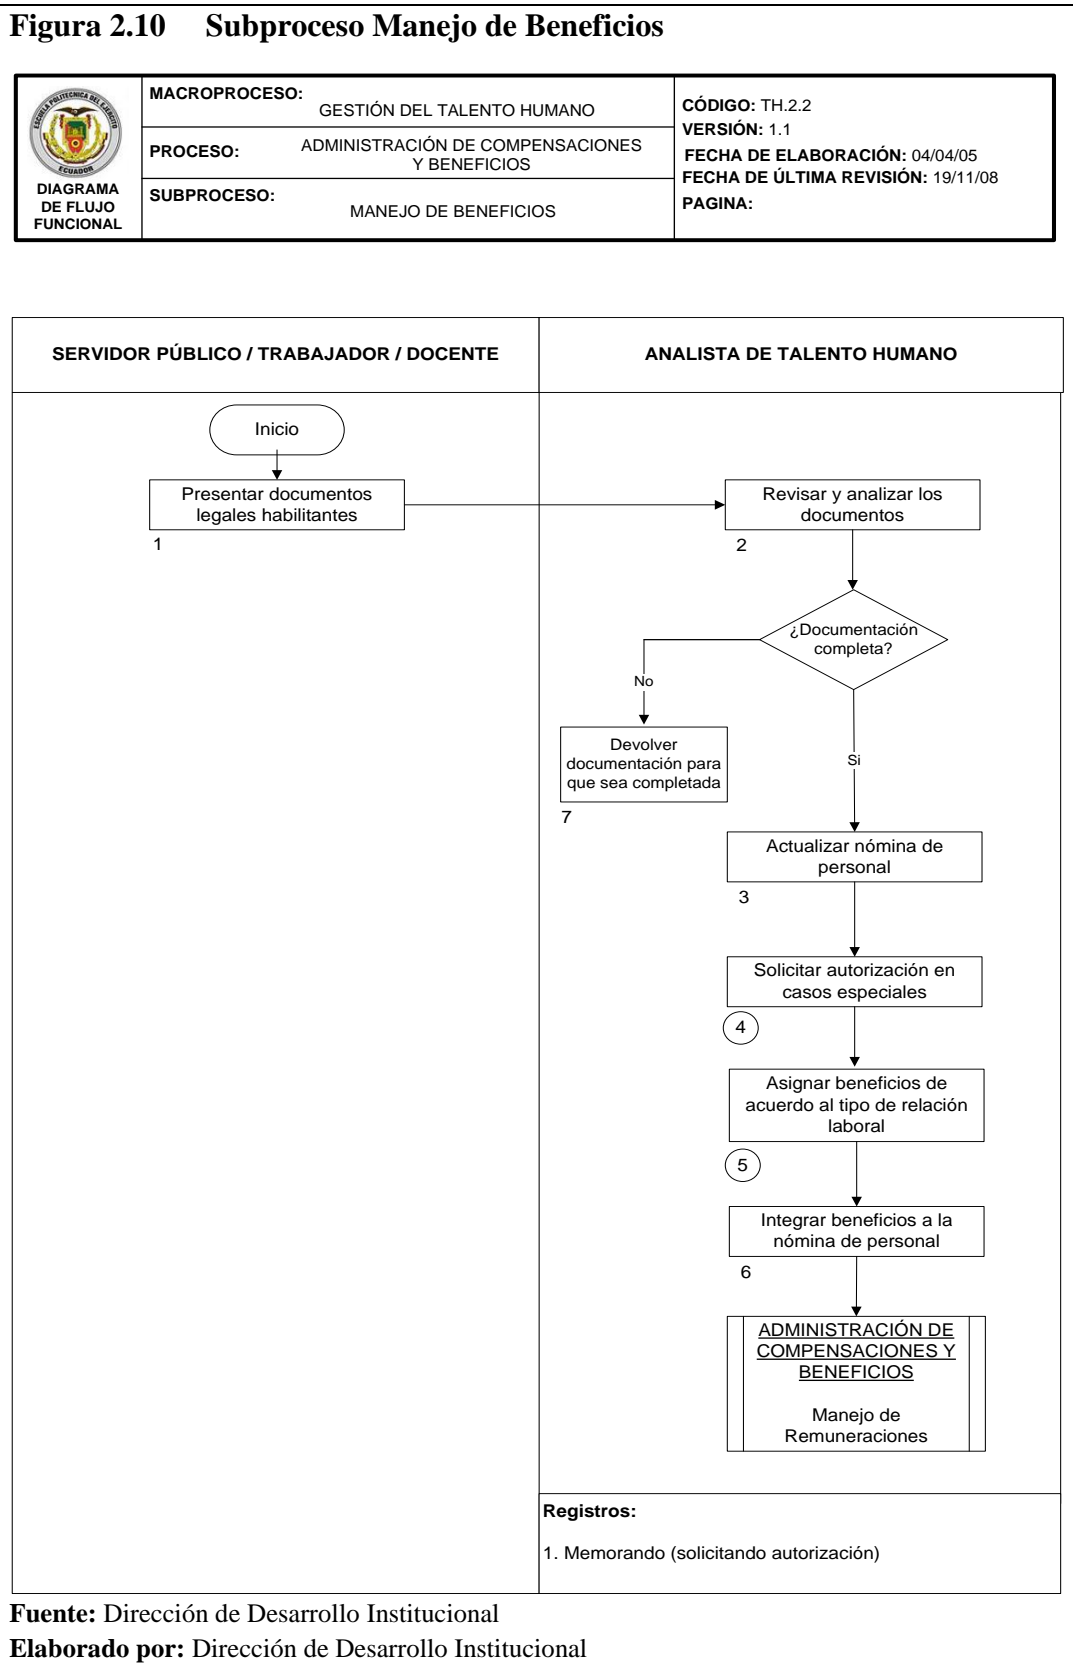 Figura 2.10 Subproceso Manejo de Beneficios
ESCUELA POLITECNICA DEL EJERCITO
ECUADOR
DIAGRAMA
DE FLUJO
FUNCIONAL
MACROPROCESO:
GESTIÓN DEL TALENTO HUMANO
PROCESO:
ADMINISTRACIÓN DE COMPENSACIONES
Y BENEFICIOS
SUBPROCESO:
MANEJO DE BENEFICIOS
CÓDIGO: TH.2.2
VERSIÓN: 1.1
FECHA DE ELABORACIÓN: 04/04/05
FECHA DE ÚLTIMA REVISIÓN: 19/11/08
PAGINA:
SERVIDOR PÚBLICO / TRABAJADOR / DOCENTE
ANALISTA DE TALENTO HUMANO
Inicio
Presentar documentos
legales habilitantes
1
Revisar y analizar los
documentos
2
¿Documentación
completa?
No
Devolver
documentación para
que sea completada
7
Si
Actualizar nómina de
personal
3
Solicitar autorización en
casos especiales
4
Asignar beneficios de
acuerdo al tipo de relación
laboral
5
Integrar beneficios a la
nómina de personal
6
ADMINISTRACIÓN DE
COMPENSACIONES Y
BENEFICIOS
Manejo de
Remuneraciones
Registros:
1. Memorando (solicitando autorización)
Fuente: Dirección de Desarrollo Institucional
Elaborado por: Dirección de Desarrollo Institucional